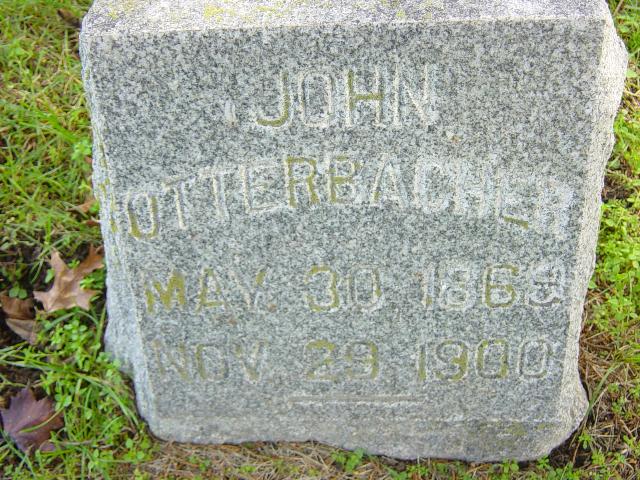 JOHN
OTTERBACHER
MAY. 30, 1869
NOV. 29, 1900